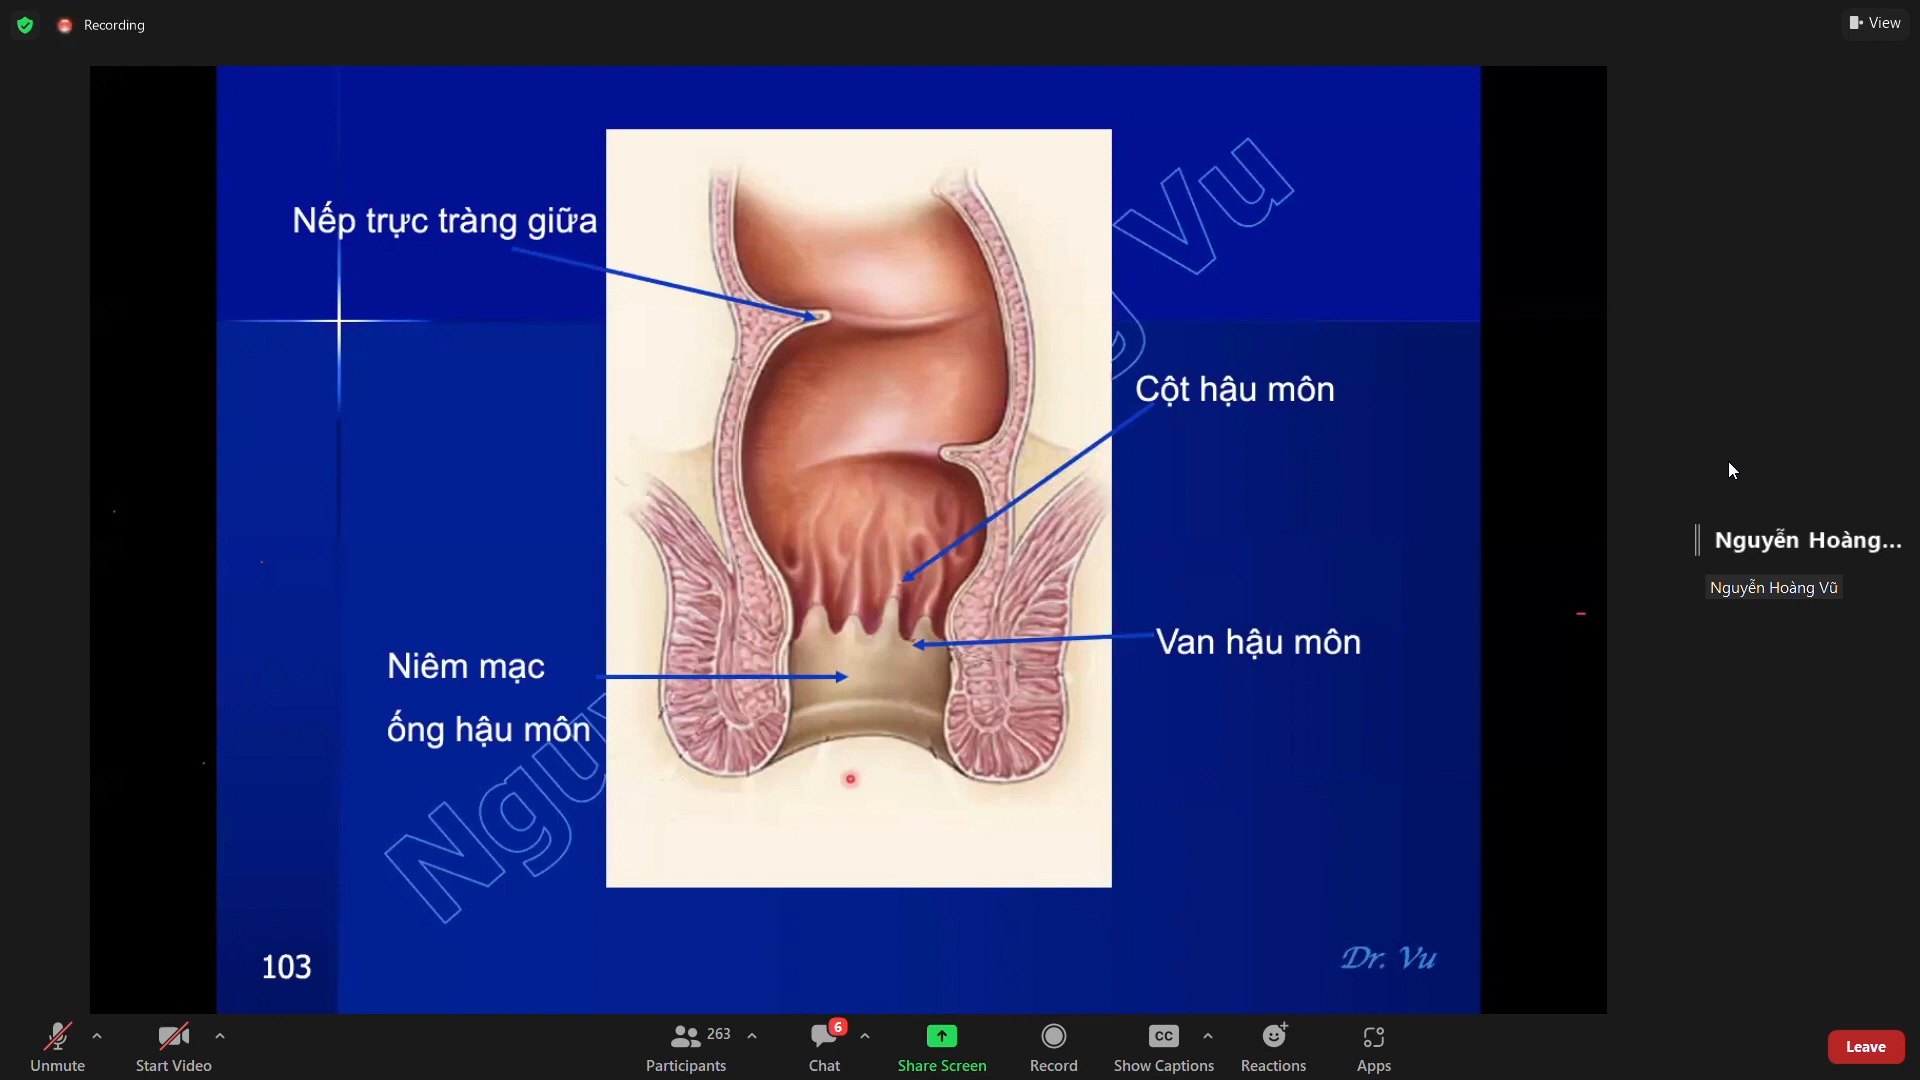 Recording
View
Nếp trực tràng giữa
Cột hậu môn
Van hậu môn
Niêm mạc
ống hậu môn
103
Dr. Vu
Nguyễn Hoàng...
Nguyễn Hoàng Vũ
Unmute
Start Video
263
Participants
6
Chat
Share Screen
Record
CC
Show Captions
Reactions
Apps
Leave